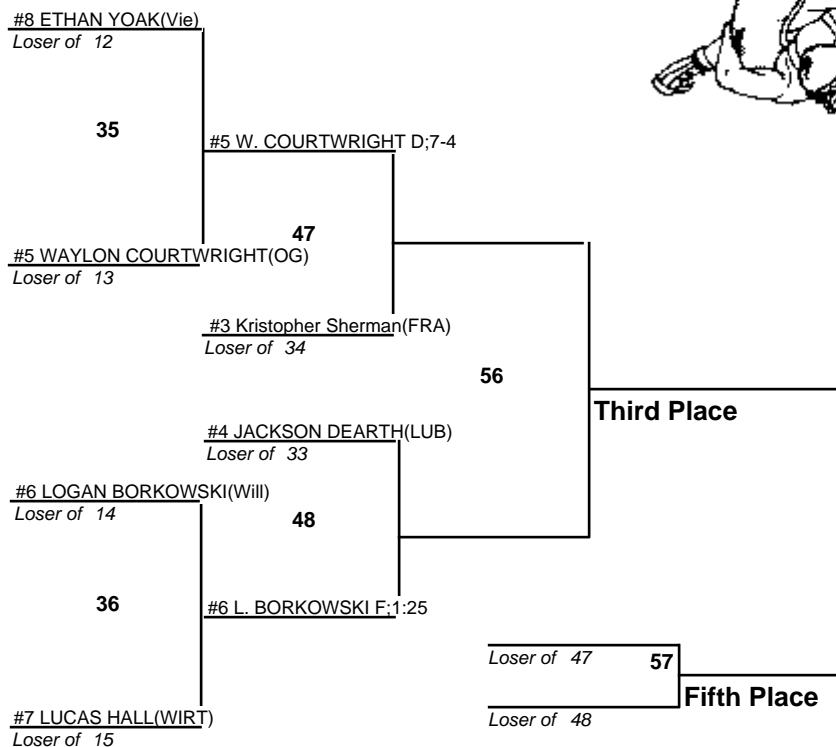 #8 ETHAN YOAK(Vie)
Loser of 12
35
#5 W. COURTWRIGHT D;7-4
47
#5 WAYLON COURTWRIGHT(OG)
Loser of 13
#3 Kristopher Sherman(FRA)
Loser of 34
56
Third Place
#4 JACKSON DEARTH(LUB)
Loser of 33
#6 LOGAN BORKOWSKI(Will)
Loser of 14
48
36
#6 L. BORKOWSKI F;1:25
Loser of 47
57
Fifth Place
#7 LUCAS HALL(WIRT)
Loser of 48
Loser of 15